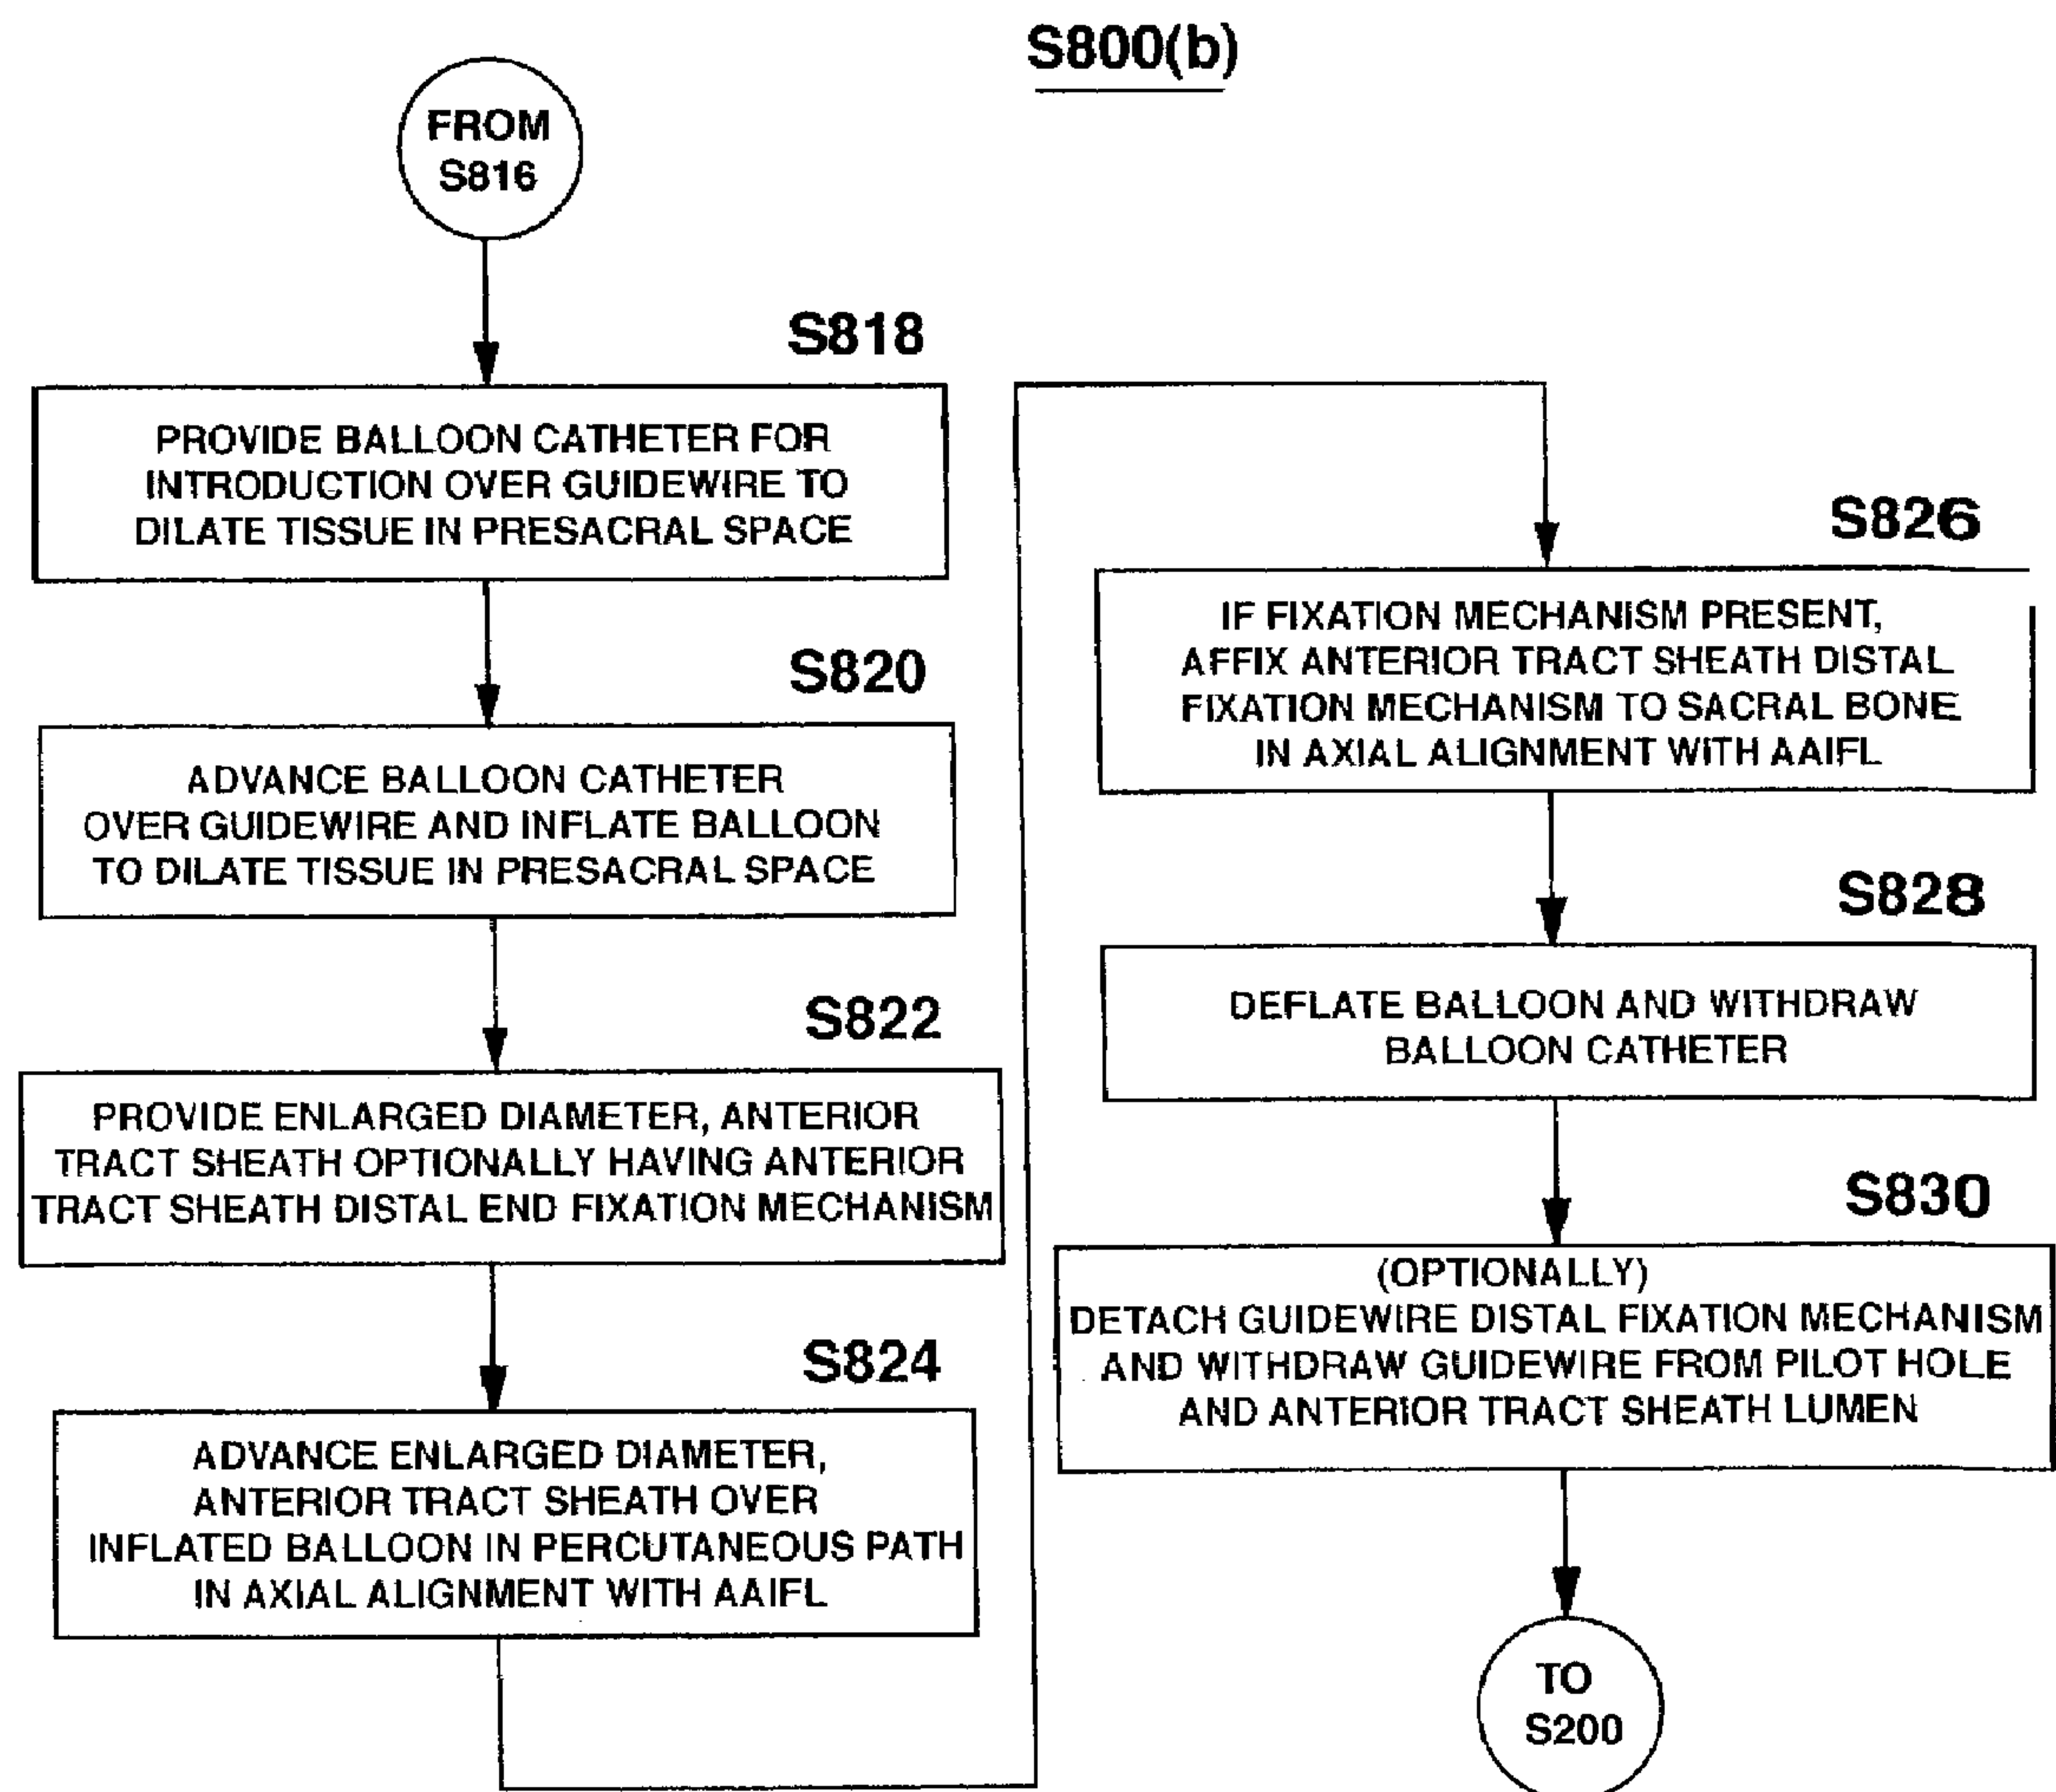 S800(b)
FROM
S816
S818
PROVIDE BALLOON CATHETER FOR
INTRODUCTION OVER GUIDEWIRE TO
DILATE TISSUE IN PRESACRAL SPACE
S820
ADVANCE BALLOON CATHETER
OVER GUIDEWIRE AND INFLATE BALLOON
TO DILATE TISSUE IN PRESACRAL SPACE
S822
PROVIDE ENLARGED DIAMETER, ANTERIOR
TRACT SHEATH OPTIONALLY HAVING ANTERIOR
TRACT SHEATH DISTAL END FIXATION MECHANISM
S824
ADVANCE ENLARGED DIAMETER,
ANTERIOR TRACT SHEATH OVER
INFLATED BALLOON IN PERCUTANEOUS PATH
IN AXIAL ALIGNMENT WITH AAIFL
S826
IF FIXATION MECHANISM PRESENT,
AFFIX ANTERIOR TRACT SHEATH DISTAL
FIXATION MECHANISM TO SACRAL BONE
IN AXIAL ALIGNMENT WITH AAIFL
S828
DEFLATE BALLOON AND WITHDRAW
BALLOON CATHETER
S830
(OPTIONALLY)
DETACH GUIDEWIRE DISTAL FIXATION MECHANISM
AND WITHDRAW GUIDEWIRE FROM PILOT HOLE
AND ANTERIOR TRACT SHEATH LUMEN
TO
S200